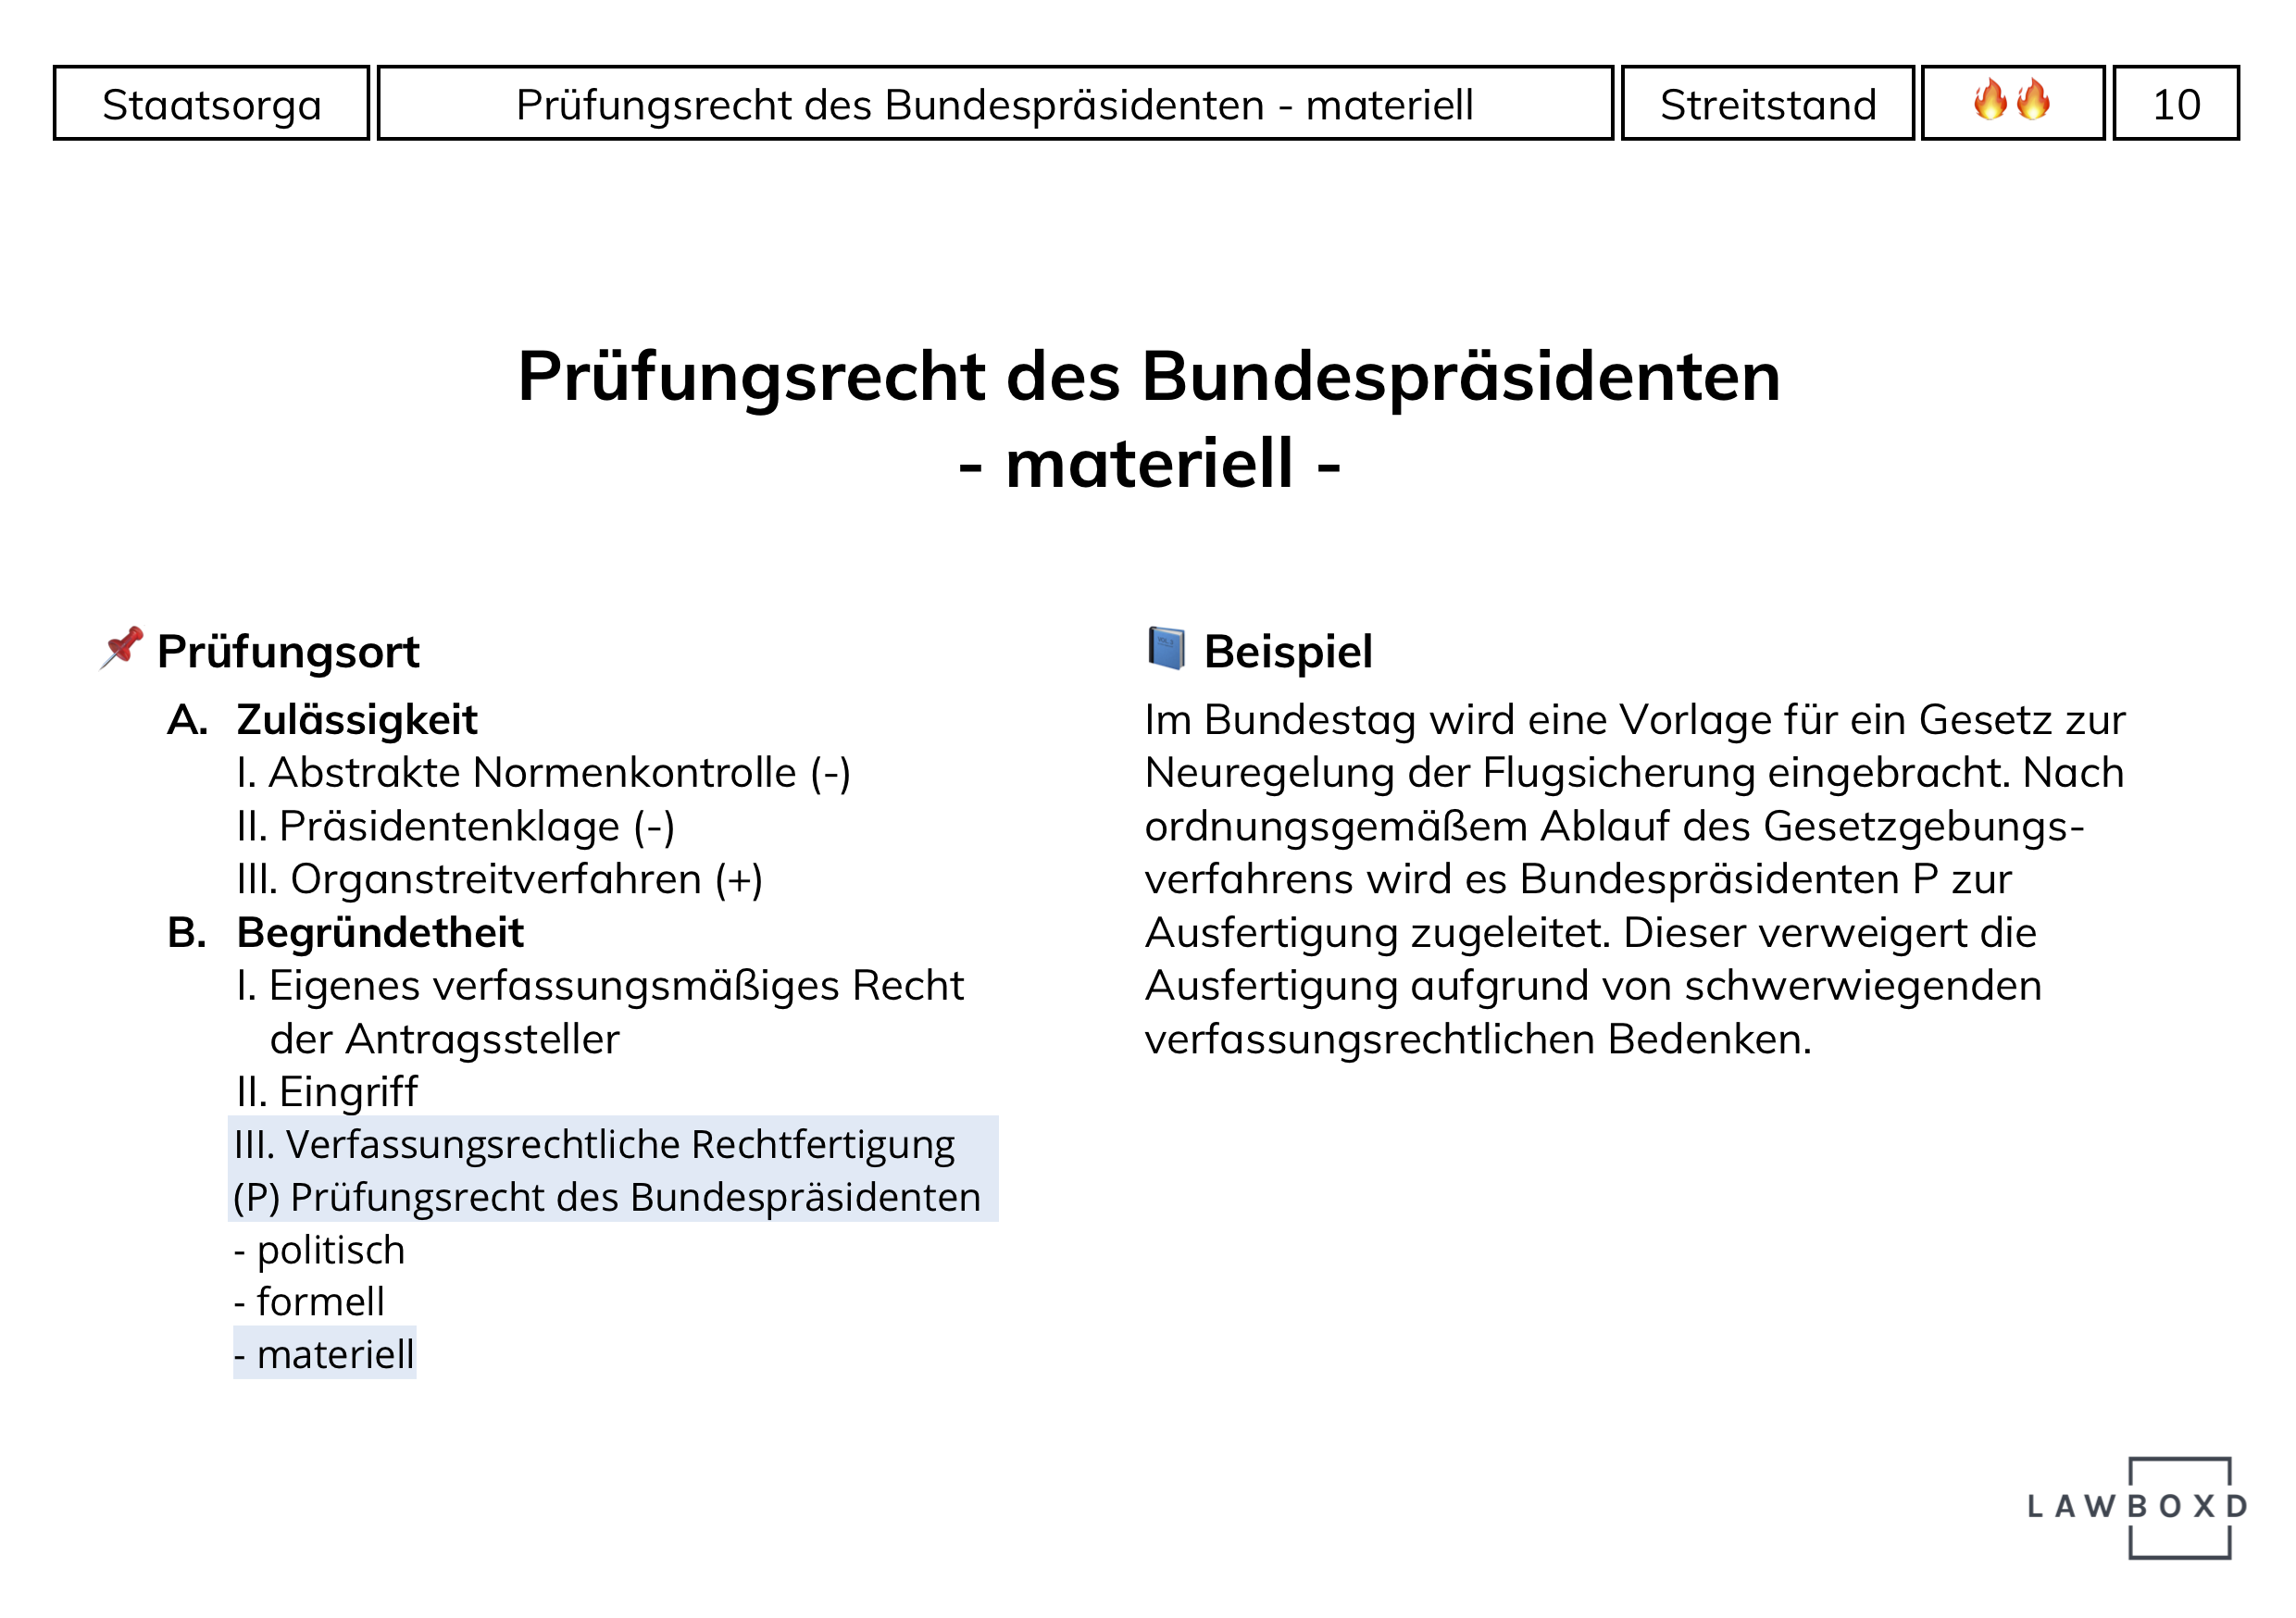 Staatsorga
Prüfungsrecht des Bundespräsidenten - materiell
Streitstand
10
Prüfungsrecht des Bundespräsidenten
- materiell -
Prüfungsort
A. Zulässigkeit
I. Abstrakte Normenkontrolle (-)
II. Präsidentenklage (-)
III. Organstreitverfahren (+)
B. Begründetheit
I. Eigenes verfassungsmäßiges Recht
der Antragssteller
II. Eingriff
III. Verfassungsrechtliche Rechtfertigung
(P) Prüfungsrecht des Bundespräsidenten
- politisch
- formell
- materiell
Beispiel
Im Bundestag wird eine Vorlage für ein Gesetz zur
Neuregelung der Flugsicherung eingebracht. Nach
ordnungsgemäßem Ablauf des Gesetzgebungs-
verfahrens wird es Bundespräsidenten P zur
Ausfertigung zugeleitet. Dieser verweigert die
Ausfertigung aufgrund von schwerwiegenden
verfassungsrechtlichen Bedenken.
LAWBOXD